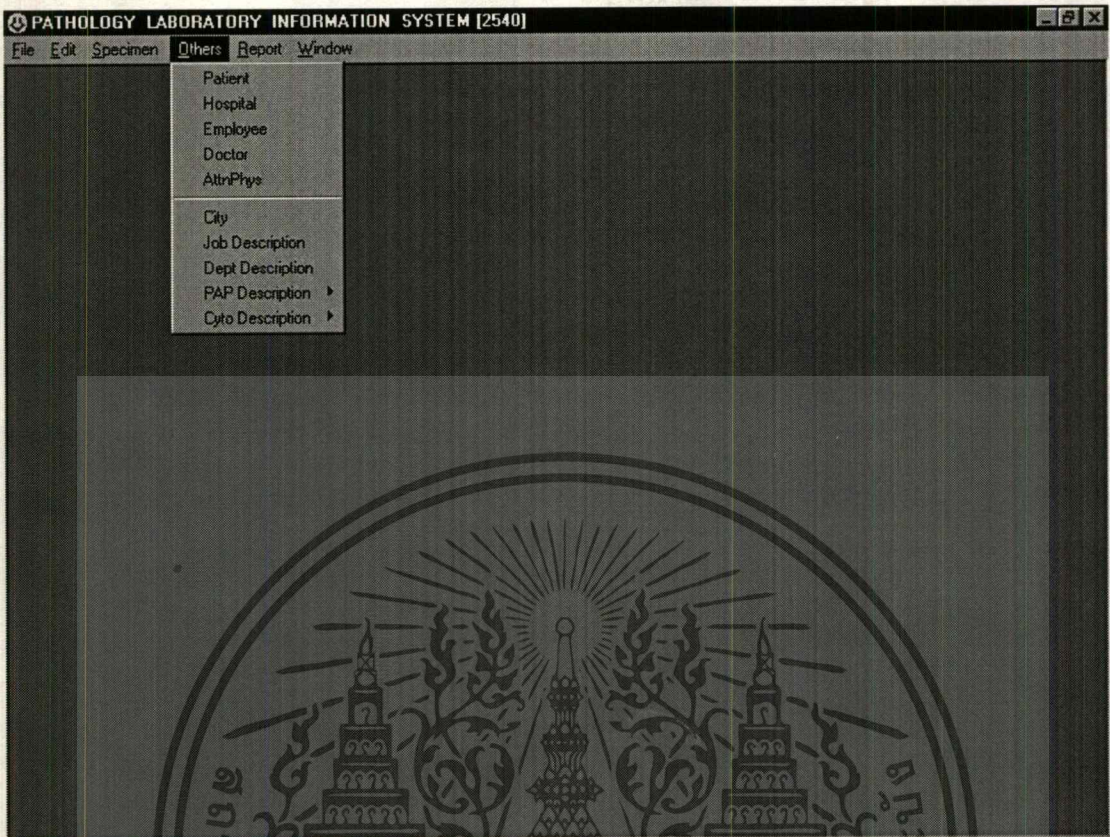 PATHOLOGY LABORATORY INFORMATION SYSTEM [2540]
File Edit Specimen Others Report Window
Patient
Hospital
Employee
Doctor
AttnPhys
City
Job Description
Dept Description
PAP Description
Cyto Description